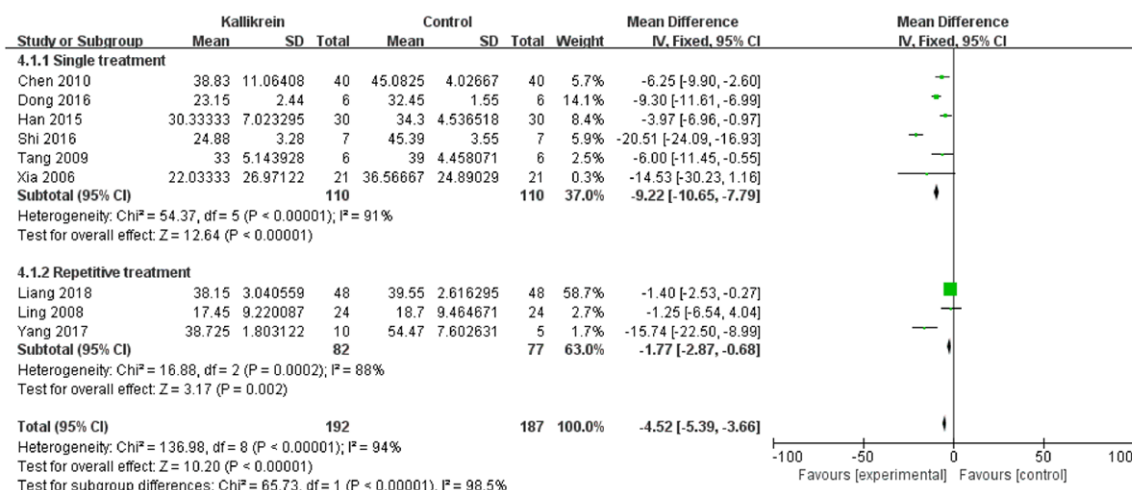 Kallikrein Control Mean Difference Mean Difference
Study or Subgroup Mean SD Total Mean SD Total Weight IV, Fixed, 95% CI IV, Fixed, 95% CI
4.1.1 Single treatment
Chen 2010 38.83 11.06408 40 45.0825 4.02667 40 5.7% -6.25 [-9.90, -2.60]
Dong 2016 23.15 2.44 6 32.45 1.55 6 14.1% -9.30 [-11.61, -6.99]
Han 2015 30.33333 7.023295 30 34.3 4.536518 30 8.4% -3.97 [-6.96, -0.97]
Shi 2016 24.88 3.28 7 45.39 3.55 7 5.9% -20.51 [-24.09, -16.93]
Tang 2009 33 5.143928 6 39 4.458071 6 2.5% -6.00 [-11.45, -0.55]
Xia 2006 22.03333 26.97122 21 36.56667 24.89029 21 0.3% -14.53 [-30.23, 1.16]
Subtotal (95% CI) 110 110 37.0% -9.22 [-10.65, -7.79]
Heterogeneity: Chi² = 54.37, df = 5 (P < 0.00001); I² = 91%
Test for overall effect: Z = 12.64 (P < 0.00001)
4.1.2 Repetitive treatment
Liang 2018 38.15 3.040559 48 39.55 2.616295 48 58.7% -1.40 [-2.53, -0.27]
Ling 2008 17.45 9.220087 24 18.7 9.464671 24 2.7% -1.25 [-6.54, 4.04]
Yang 2017 38.725 1.803122 10 54.47 7.602631 5 1.7% -15.74 [-22.50, -8.99]
Subtotal (95% CI) 82 77 63.0% -1.77 [-2.87, -0.68]
Heterogeneity: Chi² = 16.88, df = 2 (P = 0.0002); I² = 88%
Test for overall effect: Z = 3.17 (P = 0.002)
Total (95% CI) 192 187 100.0% -4.52 [-5.39, -3.66]
Heterogeneity: Chi² = 136.98, df = 8 (P < 0.00001); I² = 94%
Test for overall effect: Z = 10.20 (P < 0.00001)
Test for subgroup differences: Chi² = 65.73, df = 1 (P < 0.00001), I² = 98.5%
-100 -50 0 50 100
Favours [experimental] Favours [control]